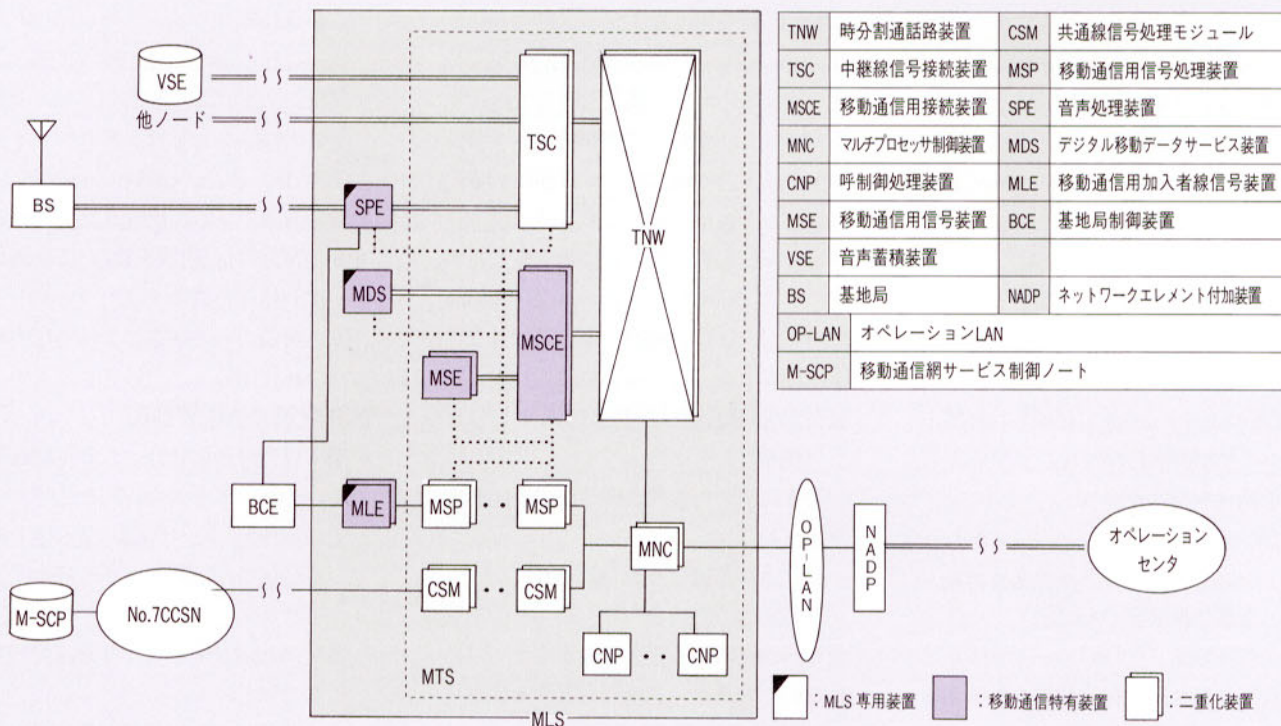 VSE
他ノード
BS
SPE
MDS
MSE
BCE
MLE
MSP
MSP
CSM
CSM
M-SCP
No.7CCSN
TSC
MSCE
TNW
MNC
CNP
CNP
MTS
MLS
OP-LAN
NADP
オペレーション
センタ
TNW 時分割通話路装置 CSM 共通線信号処理モジュール
TSC 中継線信号接続装置 MSP 移動通信用信号処理装置
MSCE 移動通信用接続装置 SPE 音声処理装置
MNC マルチプロセッサ制御装置 MDS デジタル移動データサービス装置
CNP 呼制御処理装置 MLE 移動通信用加入者線信号装置
MSE 移動通信用信号装置 BCE 基地局制御装置
VSE 音声蓄積装置
BS 基地局 NADP ネットワークエレメント付加装置
OP-LAN オペレーションLAN
M-SCP 移動通信網サービス制御ノート
:MLS 専用装置 :移動通信特有装置 :二重化装置